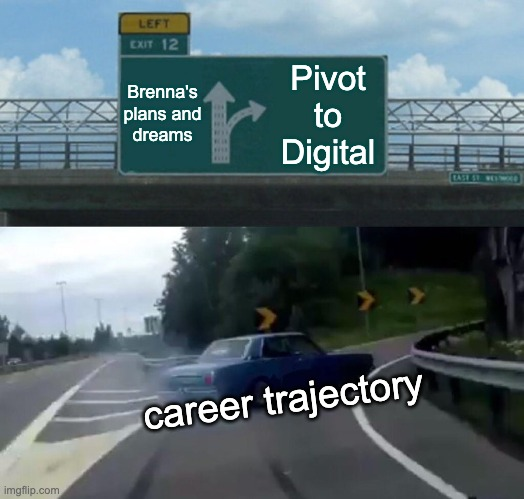 LEFT
EXIT 12
Brenna's
plans and
dreams
Pivot
to
Digital
career trajectory
imgflip.com